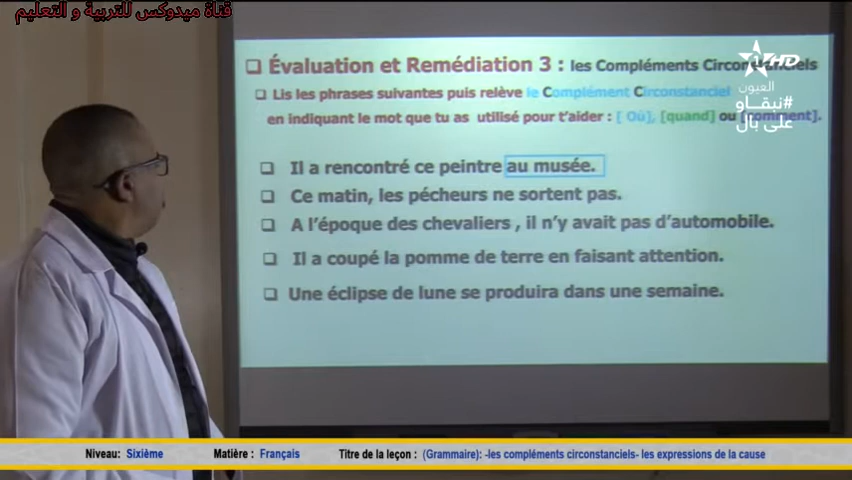 قناة ميدوكس للتربية و التعليم
❑ Évaluation et Remédiation 3 : les Compléments Circonstanciels
❑ Lis les phrases suivantes puis relève le Complément Circonstanciel
en indiquant le mot que tu as utilisé pour t'aider : [ Où], [quand] ou [comment].
HD
العيون
#نبقاو
على بال
❑ Il a rencontré ce peintre au musée.
❑ Ce matin, les pécheurs ne sortent pas.
❑ A l'époque des chevaliers , il n'y avait pas d'automobile.
❑ Il a coupé la pomme de terre en faisant attention.
❑ Une éclipse de lune se produira dans une semaine.
Niveau: Sixième Matière : Français Titre de la leçon : (Grammaire): -les compléments circonstanciels- les expressions de la cause